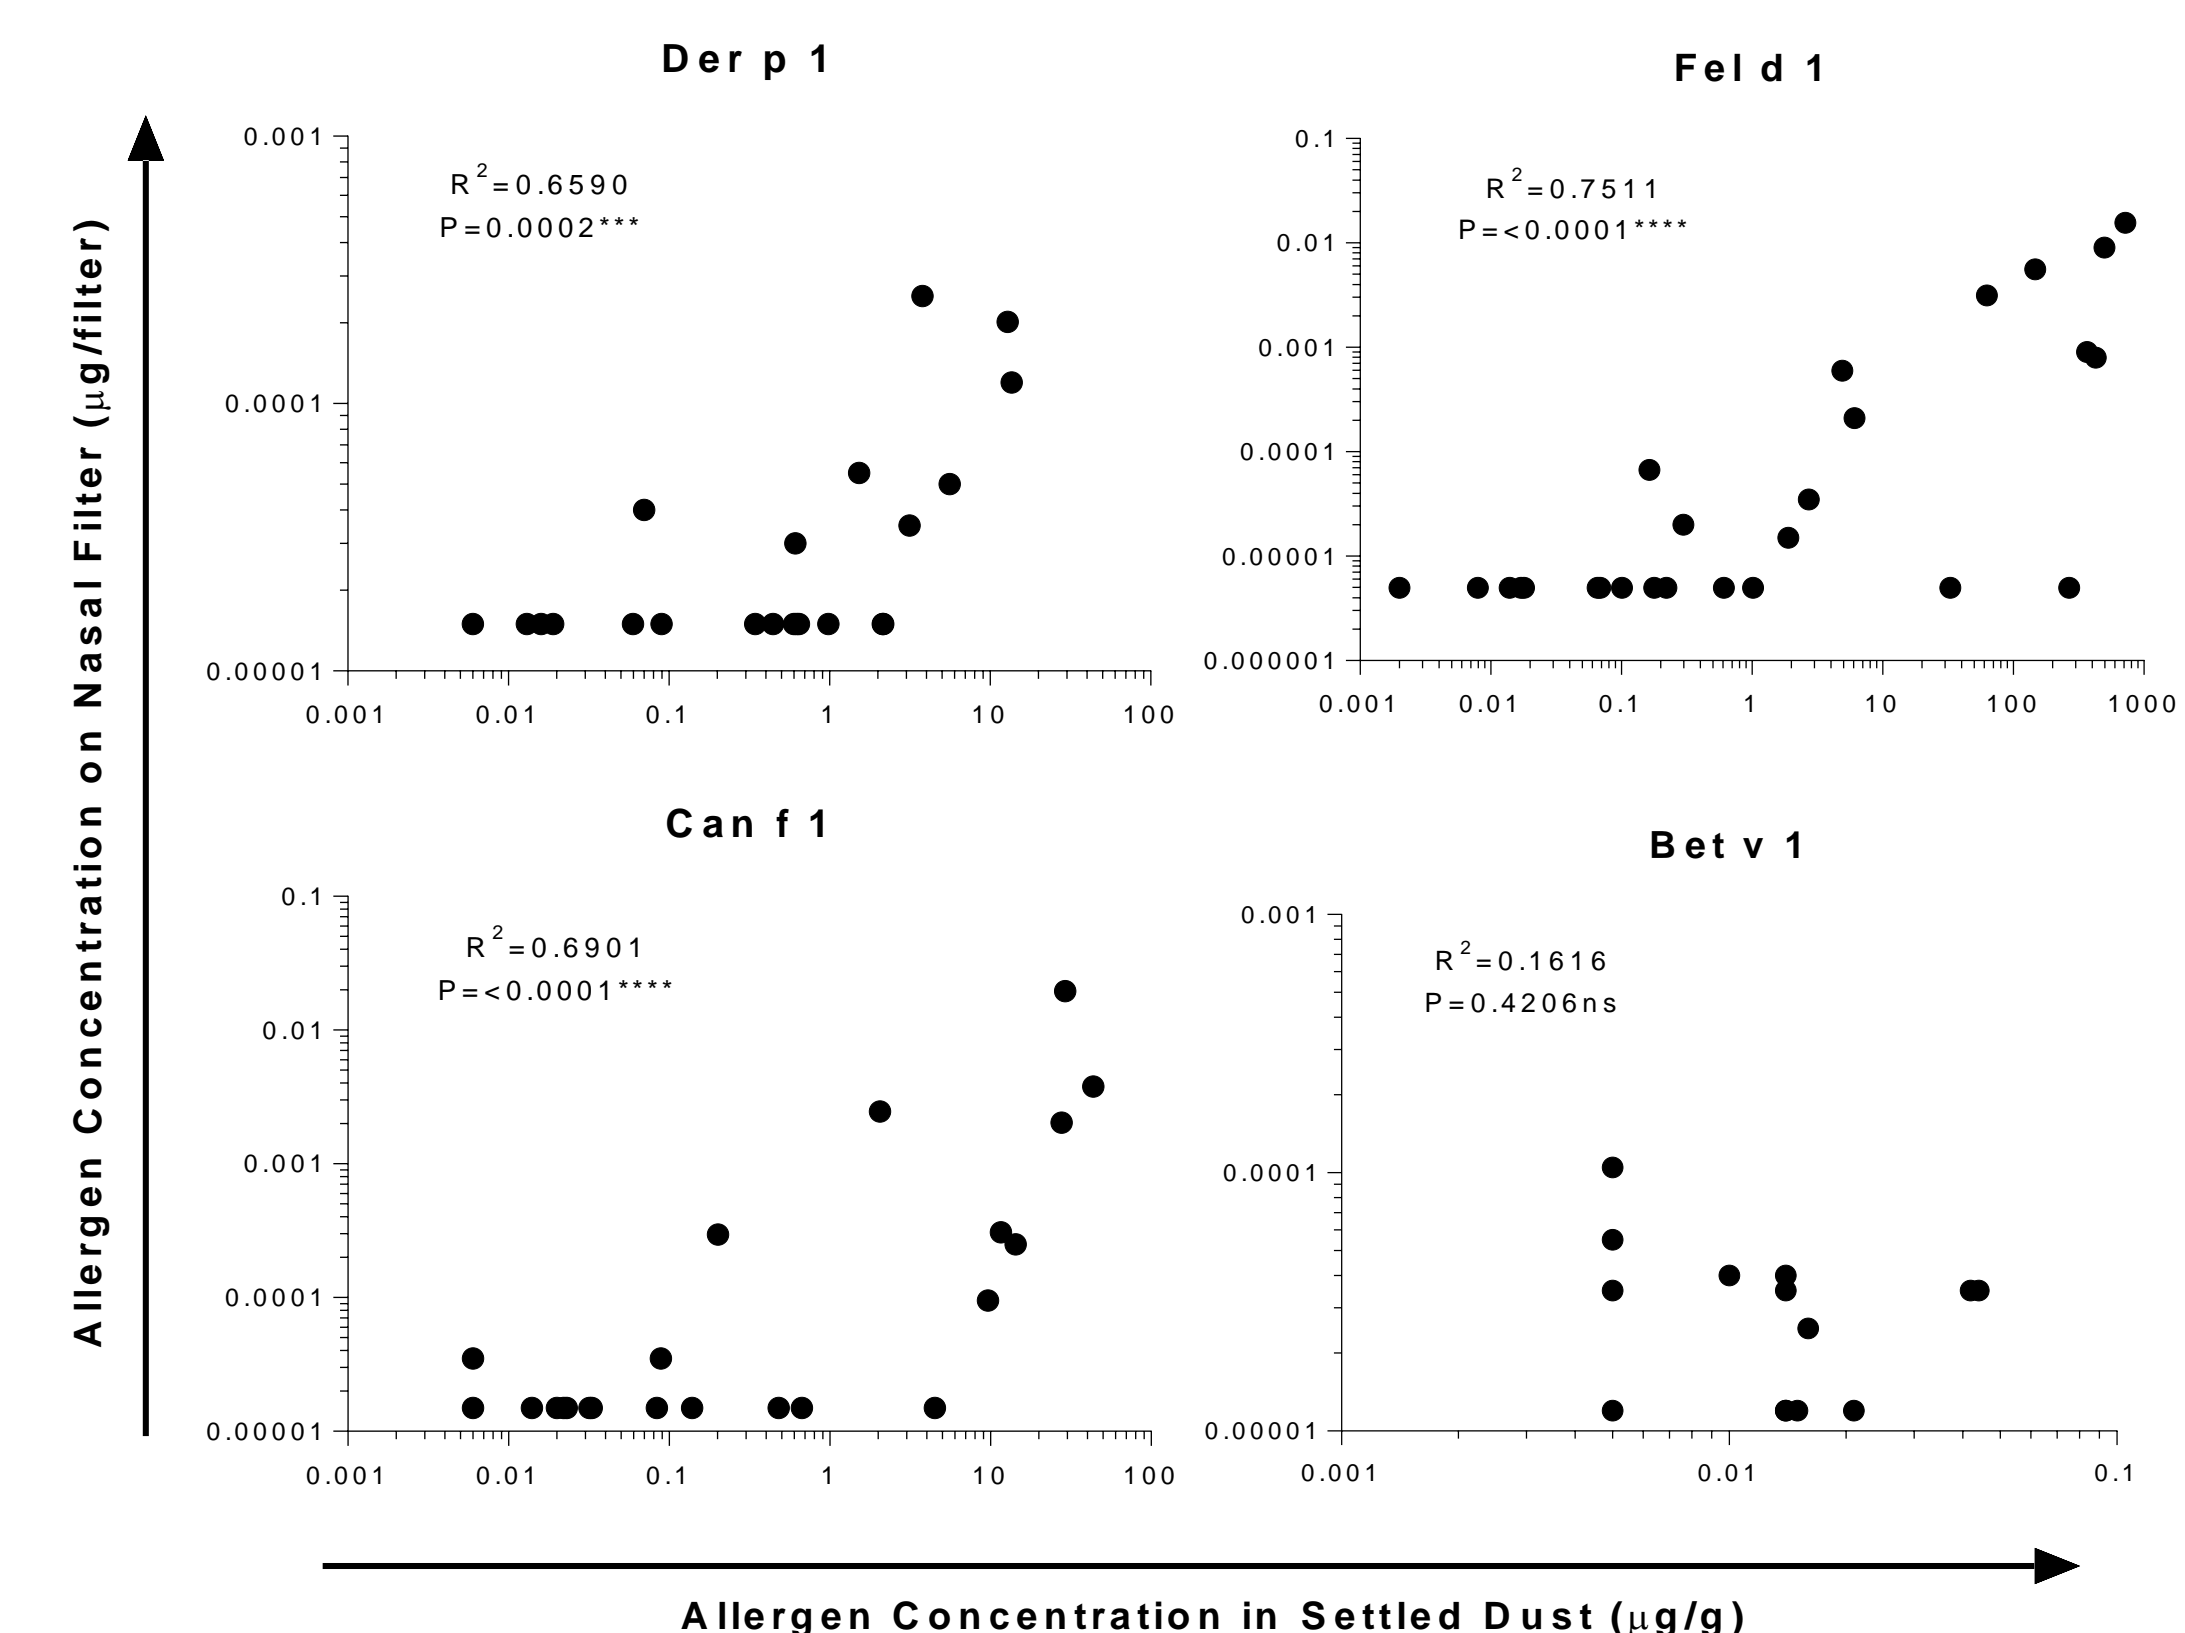 Der p 1
0.001
0.0001
0.00001
R2=0.6590
P=0.0002***
0.001 0.01 0.1 1 10 100
Fel d 1
0.1
0.01
0.001
0.0001
0.00001
0.000001
R2=0.7511
P=<0.0001****
0.001 0.01 0.1 1 10 100 1000
Can f 1
0.1
0.01
0.001
0.0001
0.00001
R2=0.6901
P=<0.0001****
0.001 0.01 0.1 1 10 100
Bet v 1
0.001
0.0001
0.00001
R2=0.1616
P=0.4206ns
0.001 0.01 0.1
Allergen Concentration on Nasal Filter (μg/filter)
Allergen Concentration in Settled Dust (μg/g)